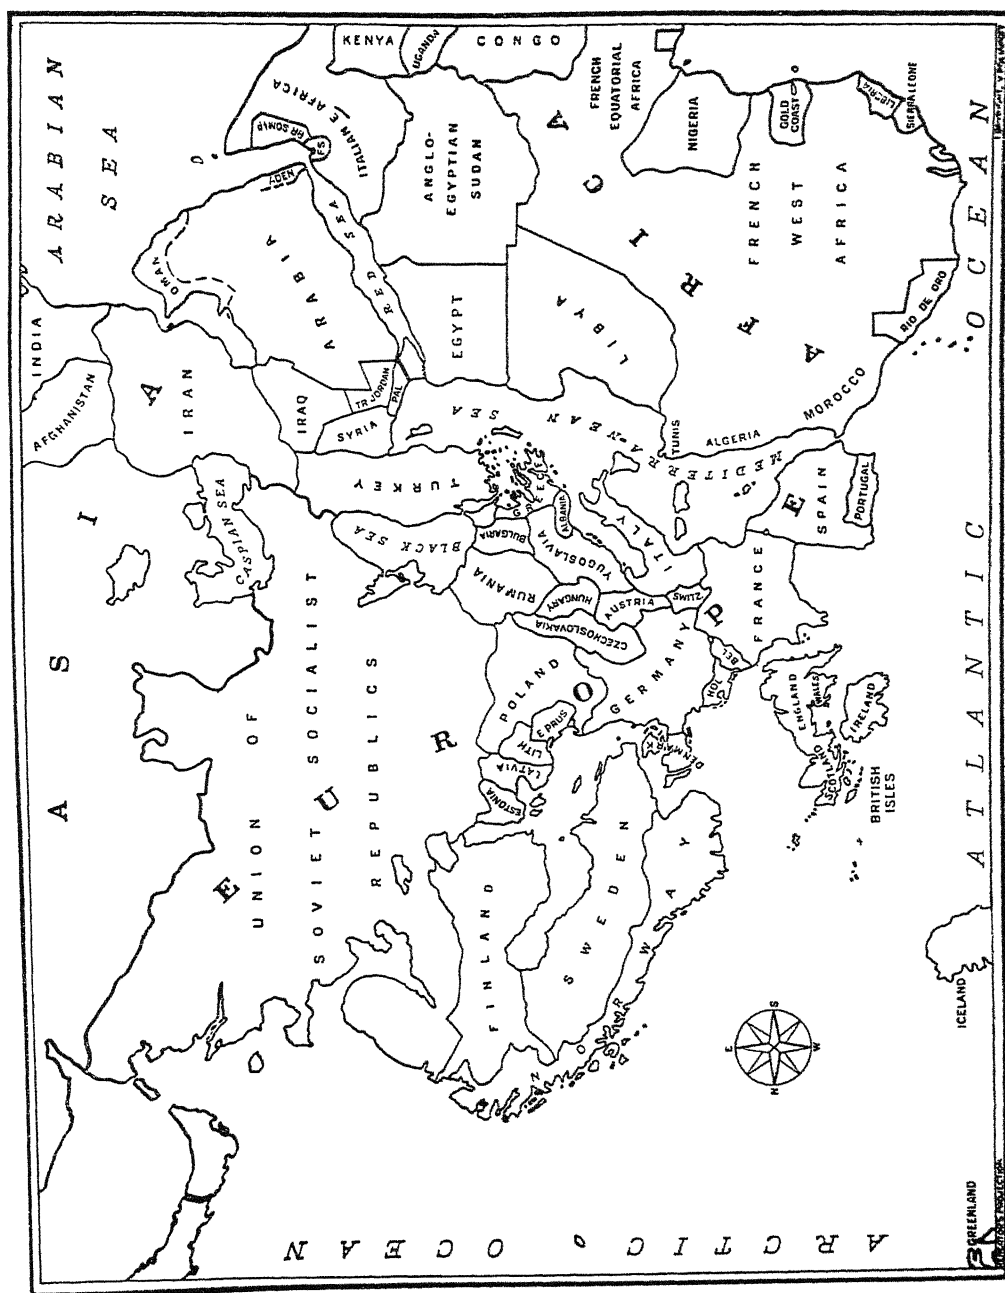 ARABIAN
SEA
INDIA
AFGHANISTAN
ASIA
IRAN
OMAN
ARABIA
ADEN
RED SEA
BR SOMIP
FS
ITALIAN E AFRICA
KENYA
UGANDA
CONGO
ANGLO-
EGYPTIAN
SUDAN
EGYPT
LIBYA
FRENCH
EQUATORIAL
AFRICA
NIGERIA
GOLD
COAST
LIBERIA
SIERRA LEONE
FRENCH
WEST
AFRICA
AFRICA
RIO DE ORO
MOROCCO
ALGERIA
TUNIS
MEDITERRANEAN SEA
IRAQ
SYRIA
TR JORDAN
PAL
TURKEY
CASPIAN SEA
BLACK SEA
GREECE
ALBANIA
BULGARIA
YUGOSLAVIA
RUMANIA
HUNGARY
AUSTRIA
CZECHOSLOVAKIA
ITALY
SWITZ
SPAIN
PORTUGAL
FRANCE
BEL
HOL
GERMANY
POLAND
E PRUS
LITH
LATVIA
ESTONIA
DENMARK
EUROPE
UNION OF
SOVIET SOCIALIST
REPUBLICS
FINLAND
SWEDEN
NORWAY
ENGLAND
WALES
SCOTLAND
IRELAND
BRITISH
ISLES
ICELAND
GREENLAND
N
E
S
W
ATLANTIC OCEAN
ARCTIC OCEAN